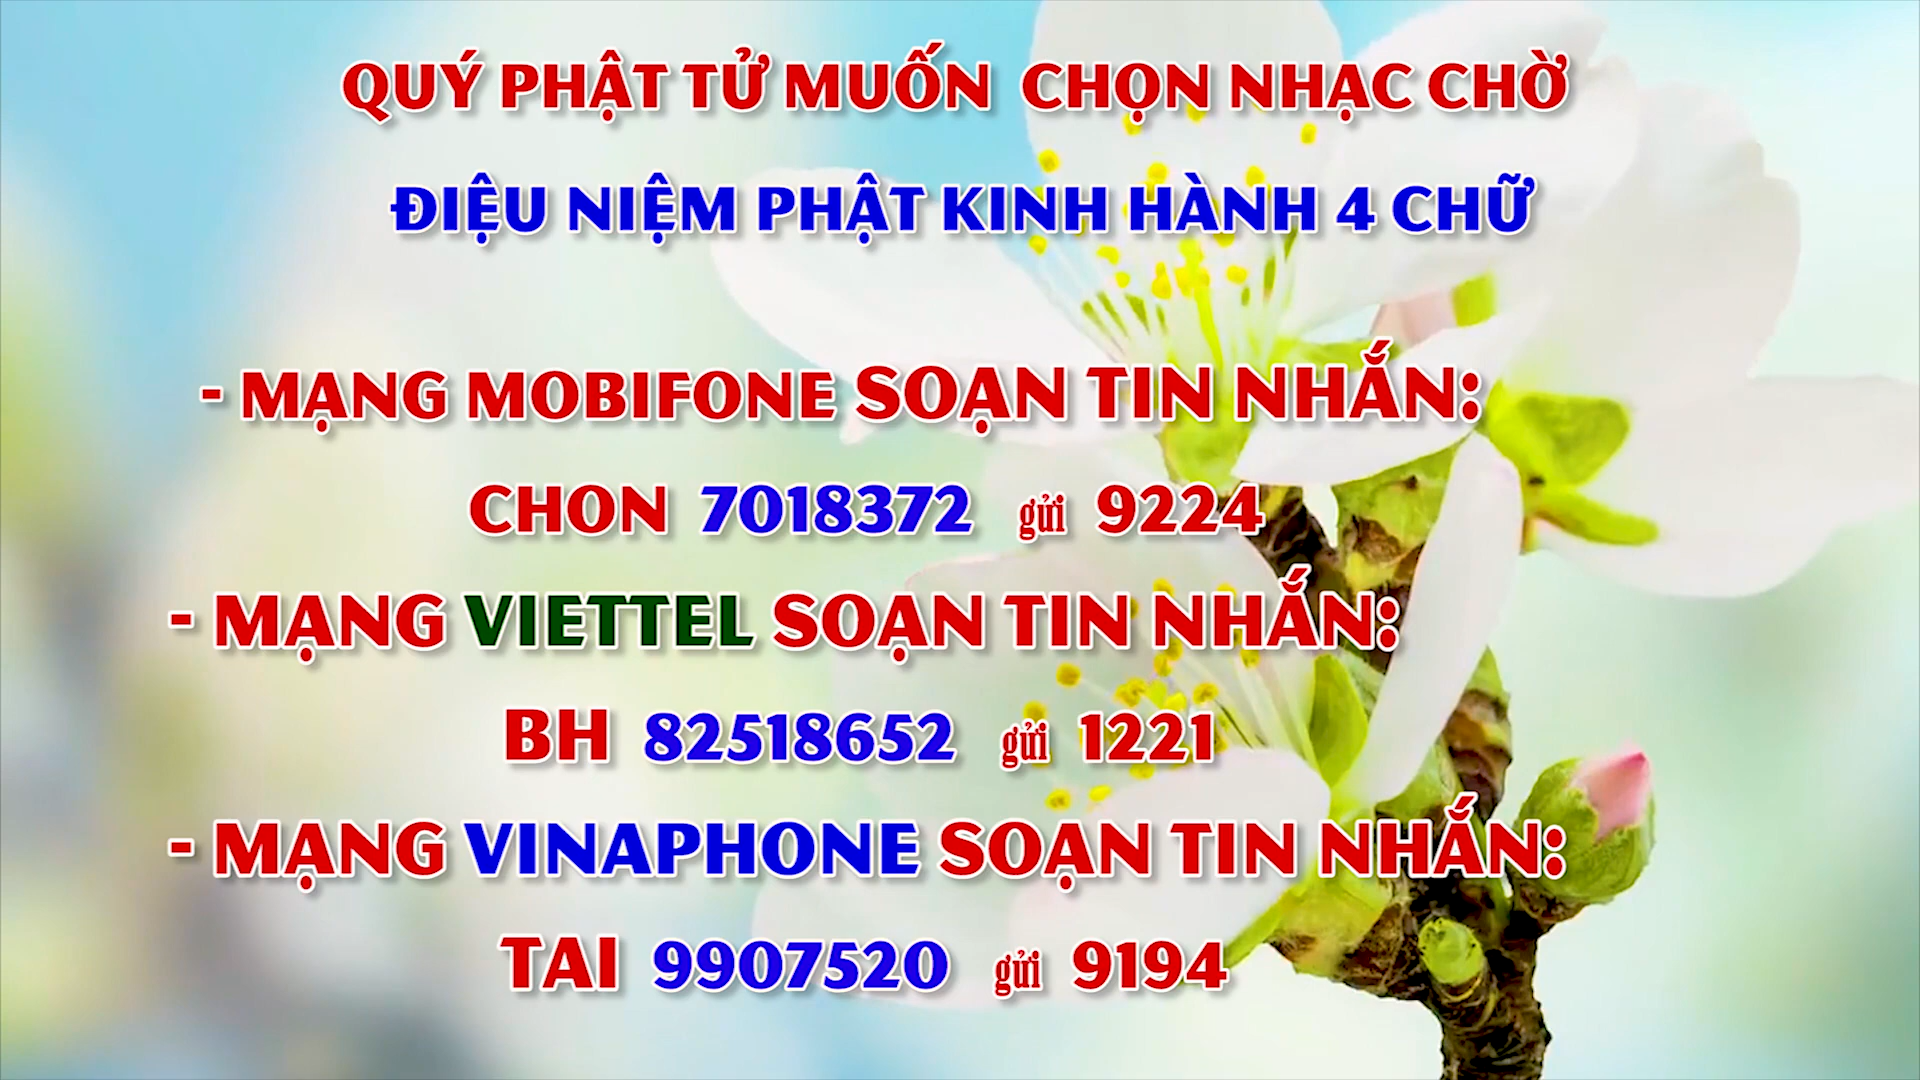 QUÝ PHẬT TỬ MUỐN CHỌN NHẠC CHỜ
ĐIỆU NIỆM PHẬT KINH HÀNH 4 CHỮ
- MẠNG MOBIFONE SOẠN TIN NHẮN:
CHON 7018372 gửi 9224
- MẠNG VIETTEL SOẠN TIN NHẮN:
BH 82518652 gửi 1221
- MẠNG VINAPHONE SOẠN TIN NHẮN:
TAI 9907520 gửi 9194